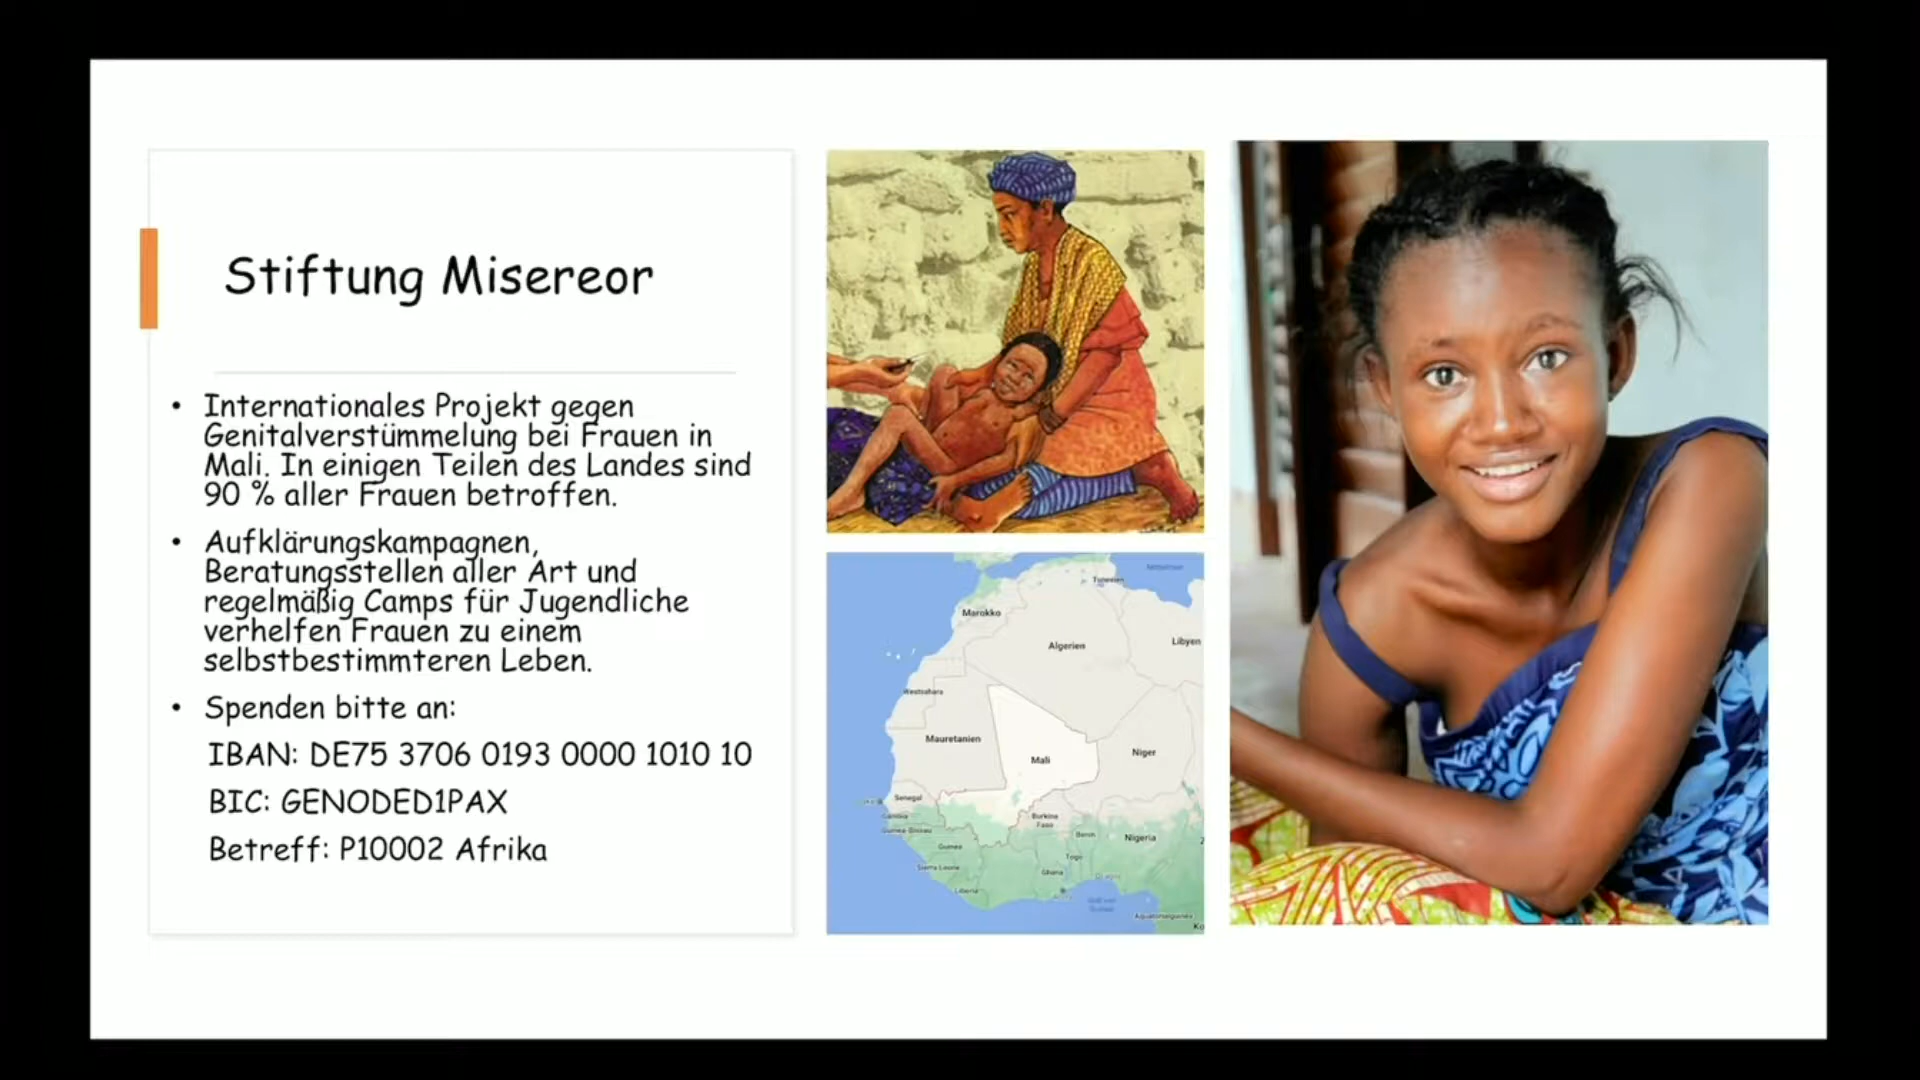 Stiftung Misereor
• Internationales Projekt gegen
Genitalverstümmelung bei Frauen in
Mali. In einigen Teilen des Landes sind
90 % aller Frauen betroffen.
• Aufklärungskampagnen,
Beratungsstellen aller Art und
regelmäßig Camps für Jugendliche
verhelfen Frauen zu einem
selbstbestimmteren Leben.
• Spenden bitte an:
IBAN: DE75 3706 0193 0000 1010 10
BIC: GENODED1PAX
Betreff: P10002 Afrika
Mittelmeer
Tunesien
Marokko
Algerien
Libyen
Westsahara
Mauretanien
Mali
Niger
Senegal
Gambia
Burkina
Faso
Guinea-Bissau
Benin
Nigeria
Guinea
Togo
Sierra Leone
Ghana
Liberia
Äquatorialguinea